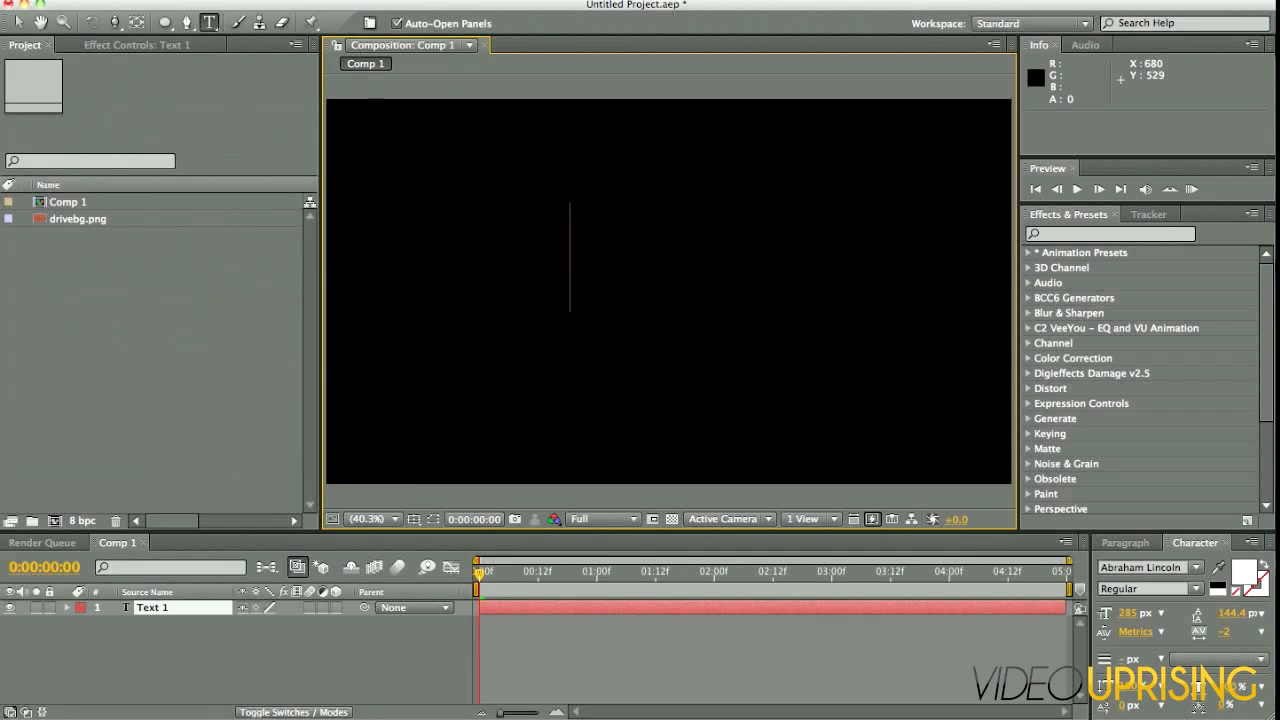 Untitled Project.aep *
Auto-Open Panels
Workspace: Standard
Search Help
Project
Effect Controls: Text 1
Composition: Comp 1
Comp 1
Info
Audio
R :
G :
B :
A : 0
X : 680
Y : 529
Preview
Effects & Presets
Tracker
Name
Comp 1
drivebg.png
* Animation Presets
3D Channel
Audio
BCC6 Generators
Blur & Sharpen
C2 VeeYou - EQ and VU Animation
Channel
Color Correction
Digieffects Damage v2.5
Distort
Expression Controls
Generate
Keying
Matte
Noise & Grain
Obsolete
Paint
Perspective
8 bpc
(40.3%)
0:00:00:00
Full
Active Camera
1 View
+0.0
Render Queue
Comp 1
0:00:00:00
00:12f
01:00f
01:12f
02:00f
02:12f
03:00f
03:12f
04:00f
04:12f
# Source Name
Parent
1 T Text 1
None
Toggle Switches / Modes
Paragraph
Character
Abraham Lincoln
Regular
285 px
144.4 px
Metrics
-2
- px
0 px
0 %
VIDEOUPRISING